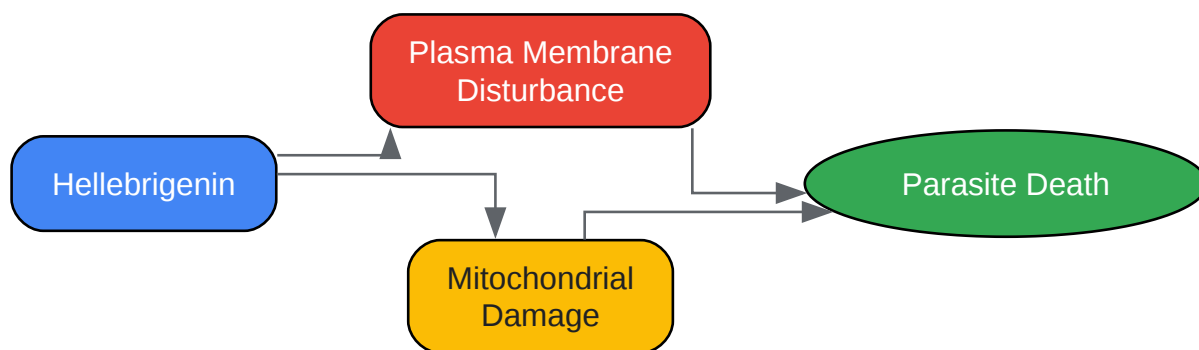 Plasma Membrane
Disturbance
Hellebrigenin
Parasite Death
Mitochondrial
Damage